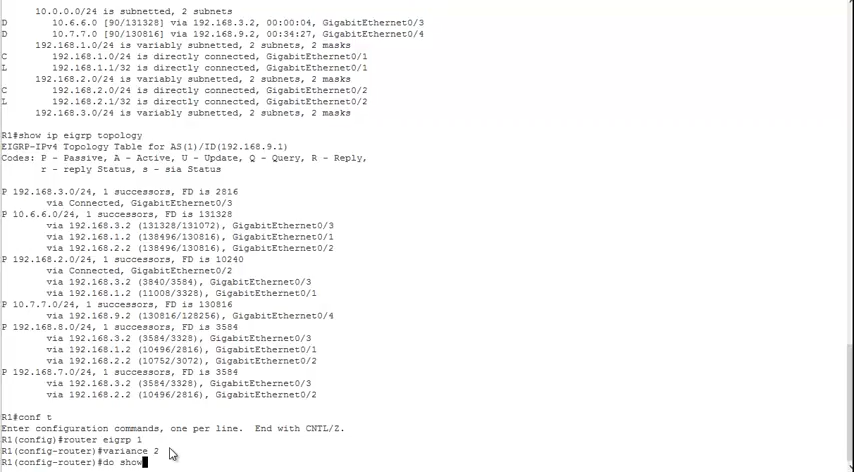 10.0.0.0/24 is subnetted, 2 subnets
D 10.6.6.0 [90/131328] via 192.168.3.2, 00:00:04, GigabitEthernet0/3
D 10.7.7.0 [90/130816] via 192.168.9.2, 00:34:27, GigabitEthernet0/4
192.168.1.0/24 is variably subnetted, 2 subnets, 2 masks
C 192.168.1.0/24 is directly connected, GigabitEthernet0/1
L 192.168.1.1/32 is directly connected, GigabitEthernet0/1
192.168.2.0/24 is variably subnetted, 2 subnets, 2 masks
C 192.168.2.0/24 is directly connected, GigabitEthernet0/2
L 192.168.2.1/32 is directly connected, GigabitEthernet0/2
192.168.3.0/24 is variably subnetted, 2 subnets, 2 masks
R1#show ip eigrp topology
EIGRP-IPv4 Topology Table for AS(1)/ID(192.168.9.1)
Codes: P - Passive, A - Active, U - Update, Q - Query, R - Reply,
r - reply Status, s - sia Status
P 192.168.3.0/24, 1 successors, FD is 2816
via Connected, GigabitEthernet0/3
P 10.6.6.0/24, 1 successors, FD is 131328
via 192.168.3.2 (131328/131072), GigabitEthernet0/3
via 192.168.1.2 (138496/130816), GigabitEthernet0/1
via 192.168.2.2 (138496/130816), GigabitEthernet0/2
P 192.168.2.0/24, 1 successors, FD is 10240
via Connected, GigabitEthernet0/2
via 192.168.3.2 (3840/3584), GigabitEthernet0/3
via 192.168.1.2 (11008/3328), GigabitEthernet0/1
P 10.7.7.0/24, 1 successors, FD is 130816
via 192.168.9.2 (130816/128256), GigabitEthernet0/4
P 192.168.8.0/24, 1 successors, FD is 3584
via 192.168.3.2 (3584/3328), GigabitEthernet0/3
via 192.168.1.2 (10496/2816), GigabitEthernet0/1
via 192.168.2.2 (10752/3072), GigabitEthernet0/2
P 192.168.7.0/24, 1 successors, FD is 3584
via 192.168.3.2 (3584/3328), GigabitEthernet0/3
via 192.168.2.2 (10496/2816), GigabitEthernet0/2
R1#conf t
Enter configuration commands, one per line. End with CNTL/Z.
R1(config)#router eigrp 1
R1(config-router)#variance 2
R1(config-router)#do show